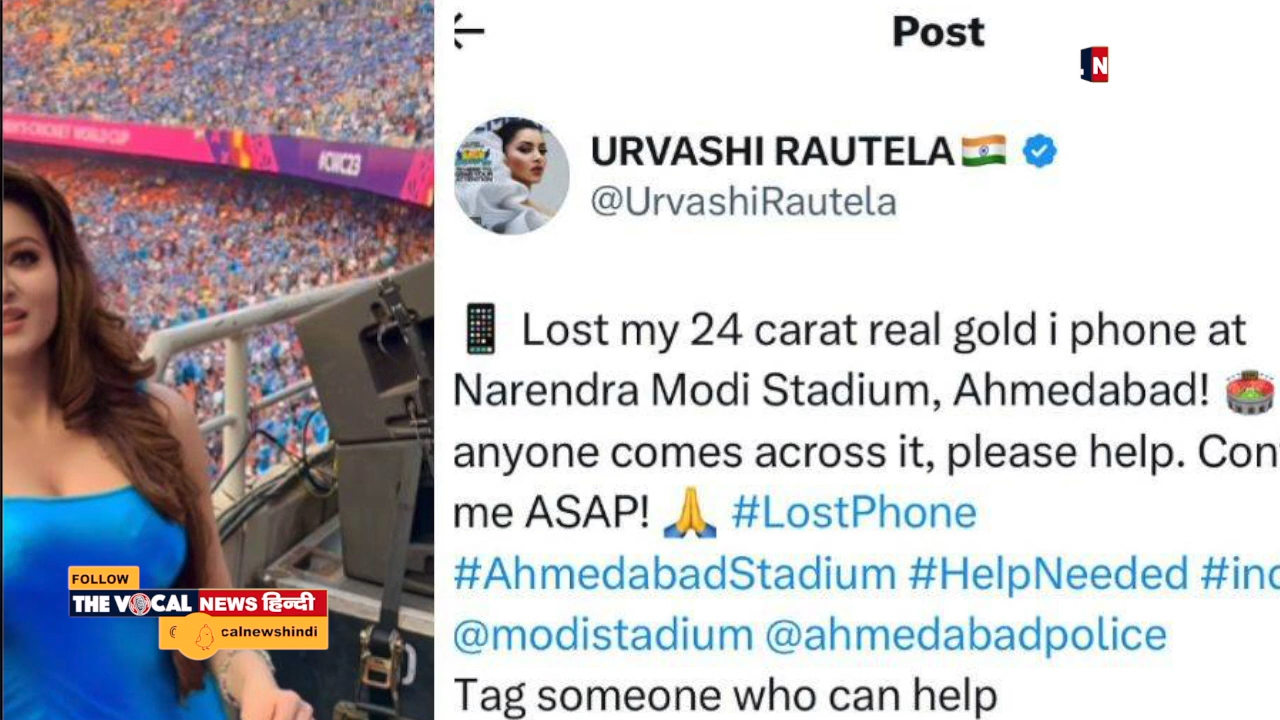 CRICKET WORLD CUP
#CWC23
FOLLOW
THE VOCAL NEWS हिन्दी
calnewshindi
Post
N
URVASHI RAUTELA
@UrvashiRautela
Lost my 24 carat real gold i phone at
Narendra Modi Stadium, Ahmedabad!
anyone comes across it, please help. Con
me ASAP! 🙏 #LostPhone
#AhmedabadStadium #HelpNeeded #ind
@modistadium @ahmedabadpolice
Tag someone who can help